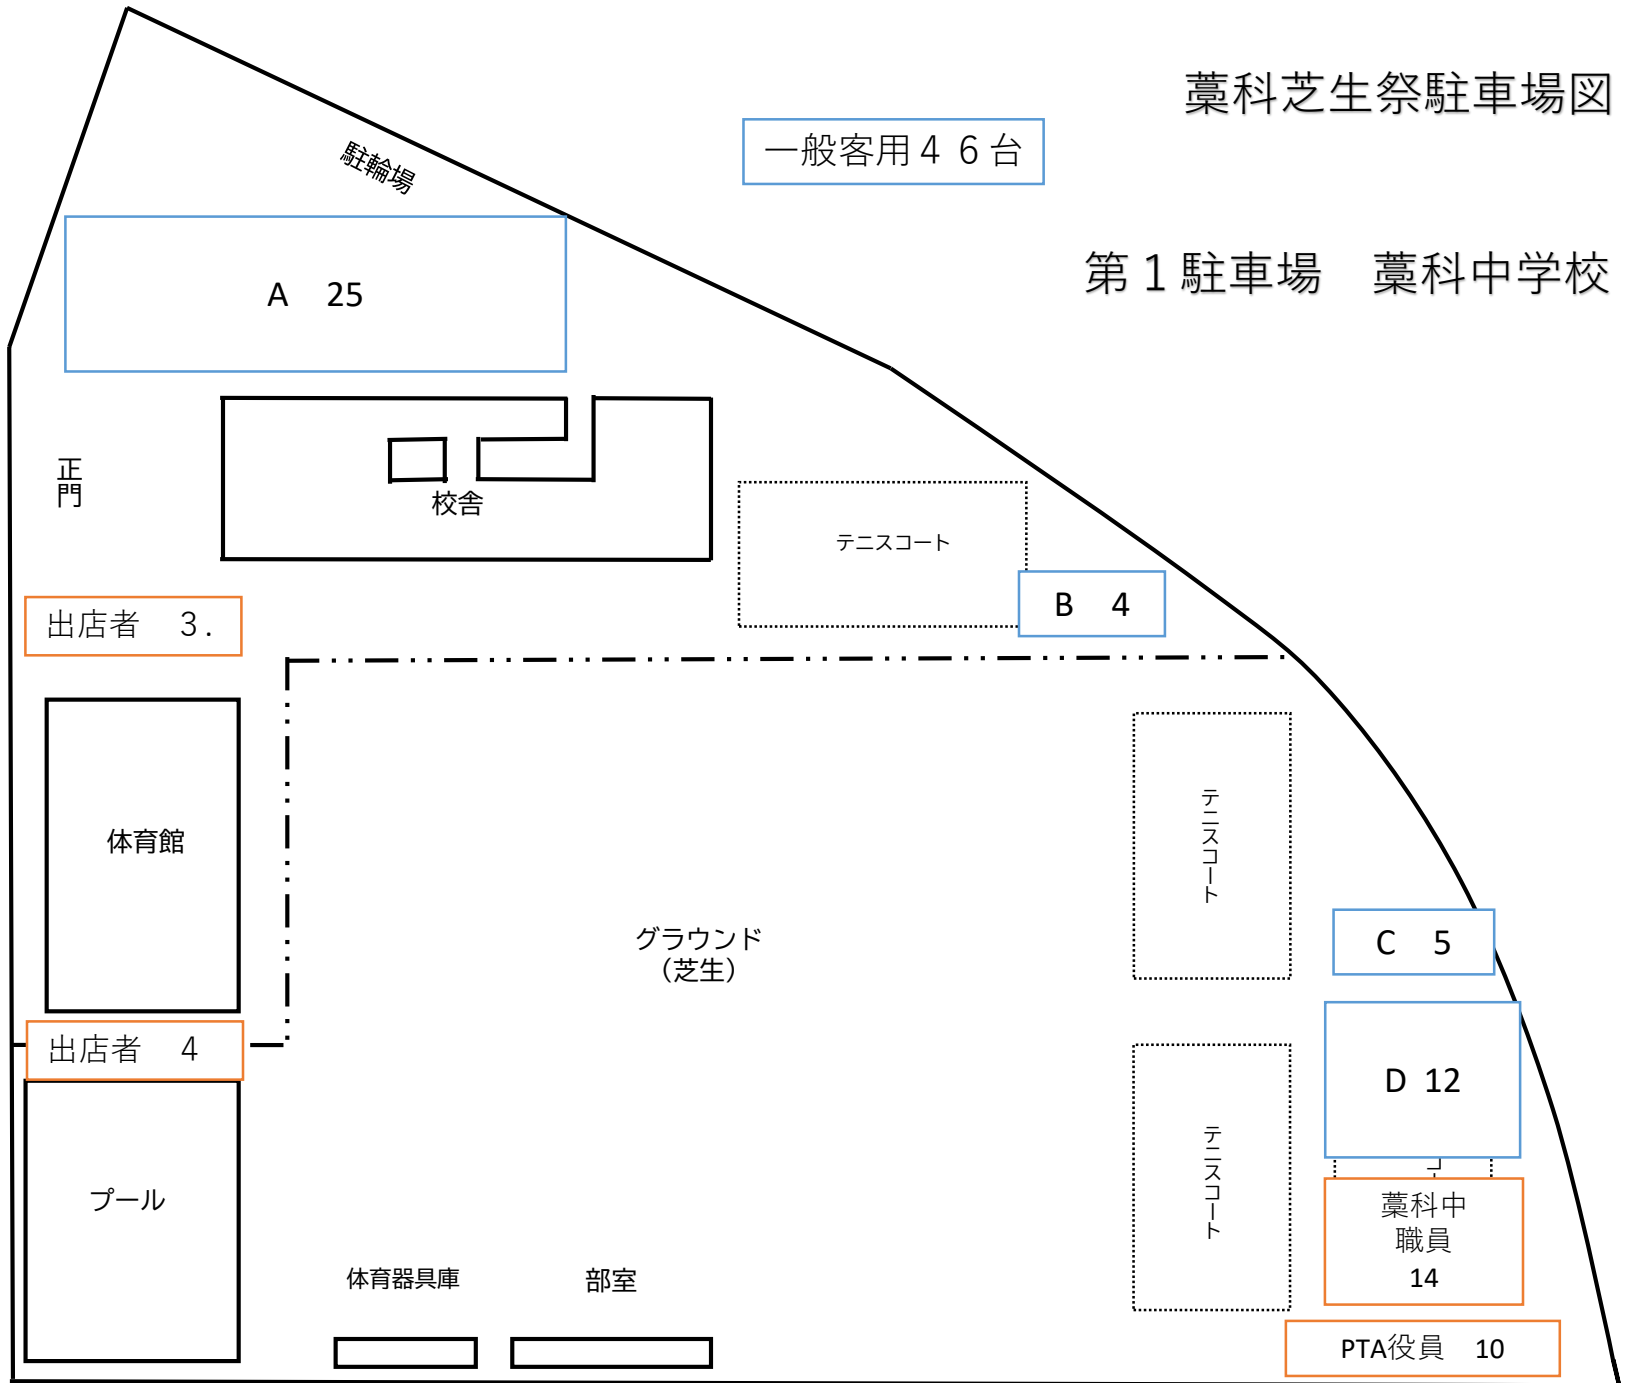 藁科芝生祭駐車場図
一般客用４６台
駐輪場
第１駐車場　藁科中学校
A　25
正門
校舎
テニスコート
B　4
出店者　３.
テニスコート
体育館
グラウンド
（芝生）
C　5
出店者　４
D 12
テニスコート
プール
藁科中
職員
14
体育器具庫
部室
PTA役員　10